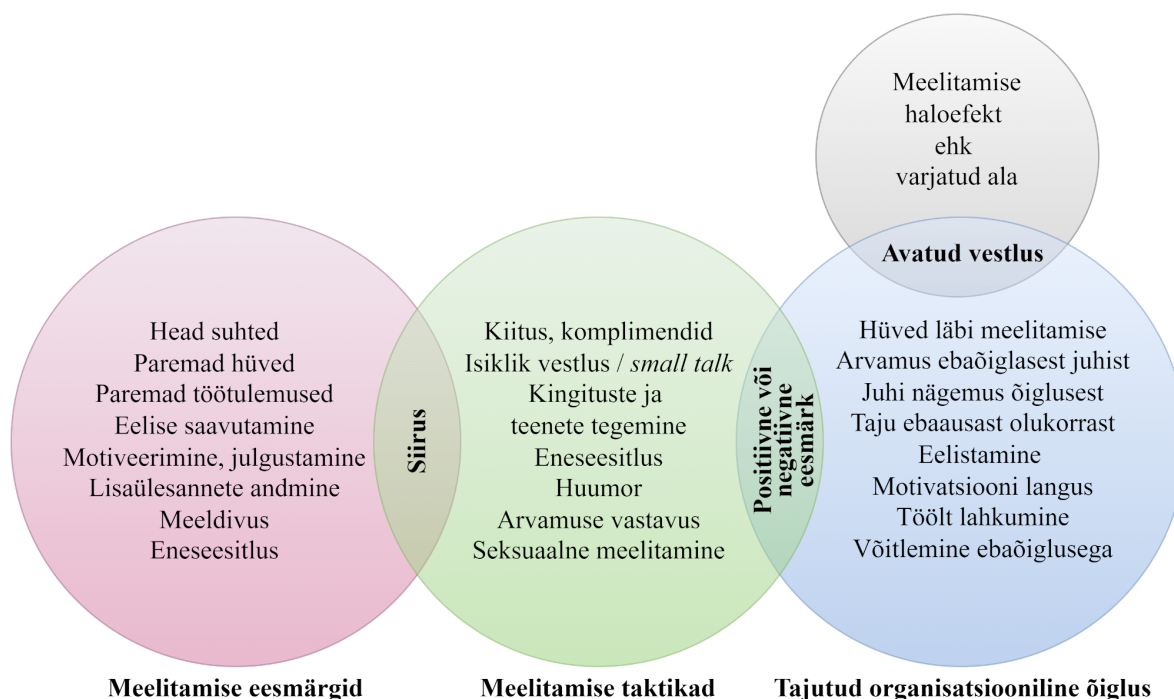 Meelitamise
haloefekt
ehk
varjatud ala
Avatud vestlus
Head suhted
Paremad hüved
Paremad töötulemused
Eelise saavutamine
Motiveerimine, julgustamine
Lisaülesannete andmine
Meeldivus
Eneseesitlus
Siirus
Kiitus, komplimendid
Isiklik vestlus / small talk
Kingituste ja
teenete tegemine
Eneseesitlus
Huumor
Arvamuse vastavus
Seksuaalne meelitamine
Positiivne või
negatiivne
eesmärk
Hüved läbi meelitamise
Arvamus ebaõiglasest juhist
Juhi nägemus õiglusest
Taju ebaausast olukorrast
Eelistamine
Motivatsiooni langus
Töölt lahkumine
Võitlemine ebaõiglusega
Meelitamise eesmärgid
Meelitamise taktikad
Tajutud organisatsiooniline õiglus